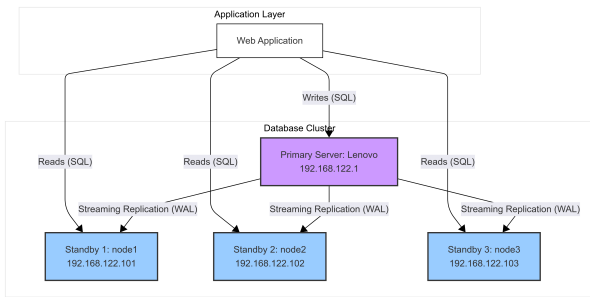 Application Layer
Web Application
Writes (SQL)
Database Cluster
Primary Server: Lenovo
192.168.122.1
Reads (SQL)
Reads (SQL)
Reads (SQL)
Streaming Replication (WAL)
Streaming Replication (WAL)
Streaming Replication (WAL)
Standby 1: node1
192.168.122.101
Standby 2: node2
192.168.122.102
Standby 3: node3
192.168.122.103